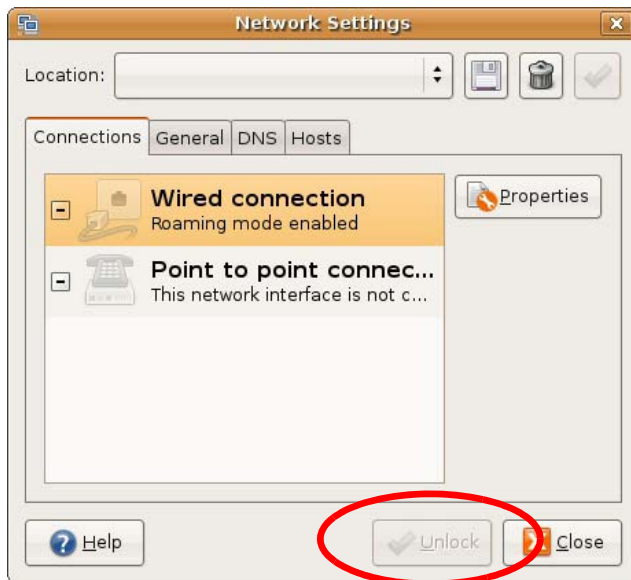 Network Settings
Location:
Connections General DNS Hosts
Wired connection
Roaming mode enabled
Properties
Point to point connec...
This network interface is not c...
Help Unlock Close